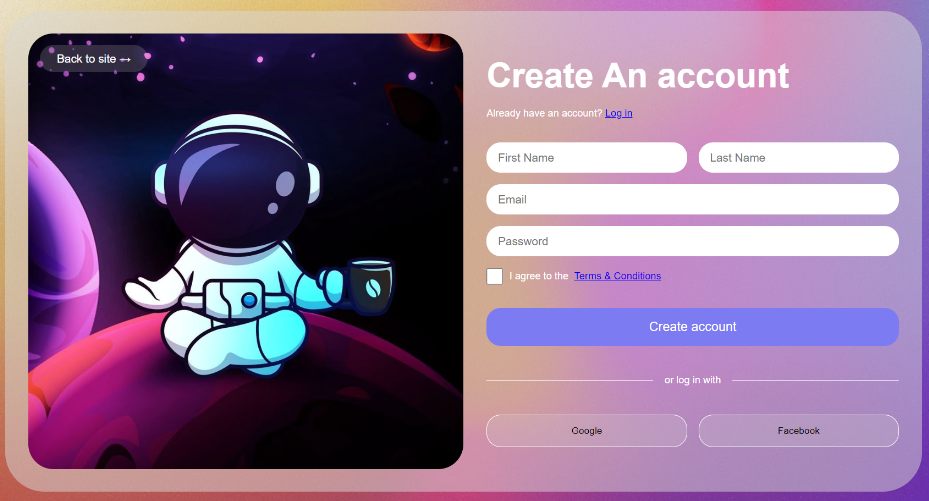 Back to site ➙
Create An account
Already have an account? Log in
First Name
Last Name
Email
Password
I agree to the Terms & Conditions
Create account
or log in with
Google
Facebook